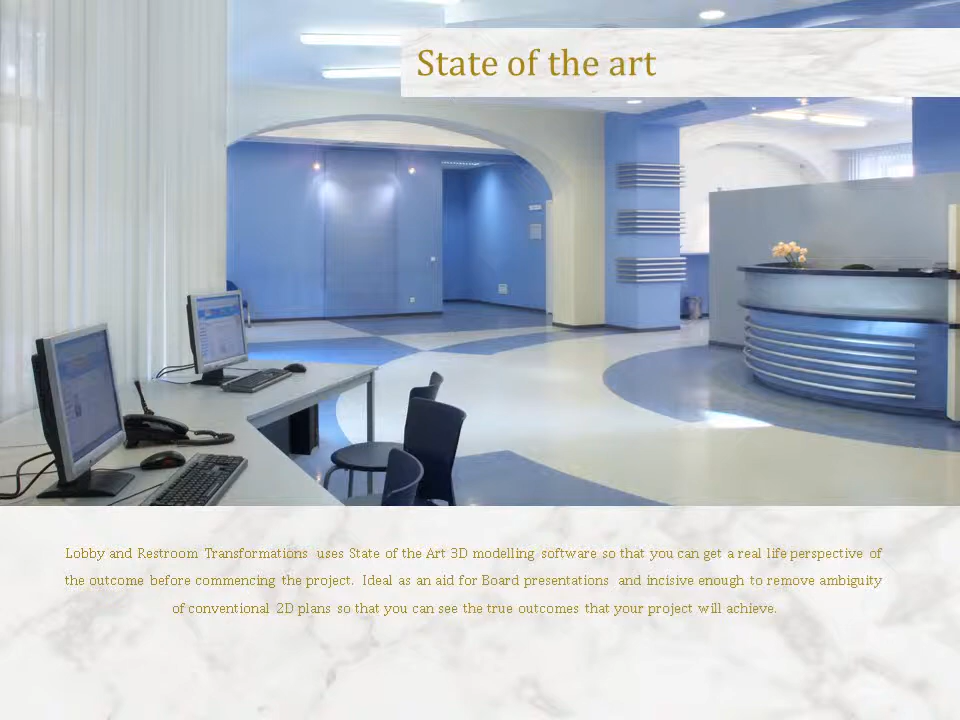 State of the art
Lobby and Restroom Transformations uses State of the Art 3D modelling software so that you can get a real life perspective of
the outcome before commencing the project. Ideal as an aid for Board presentations and incisive enough to remove ambiguity
of conventional 2D plans so that you can see the true outcomes that your project will achieve.